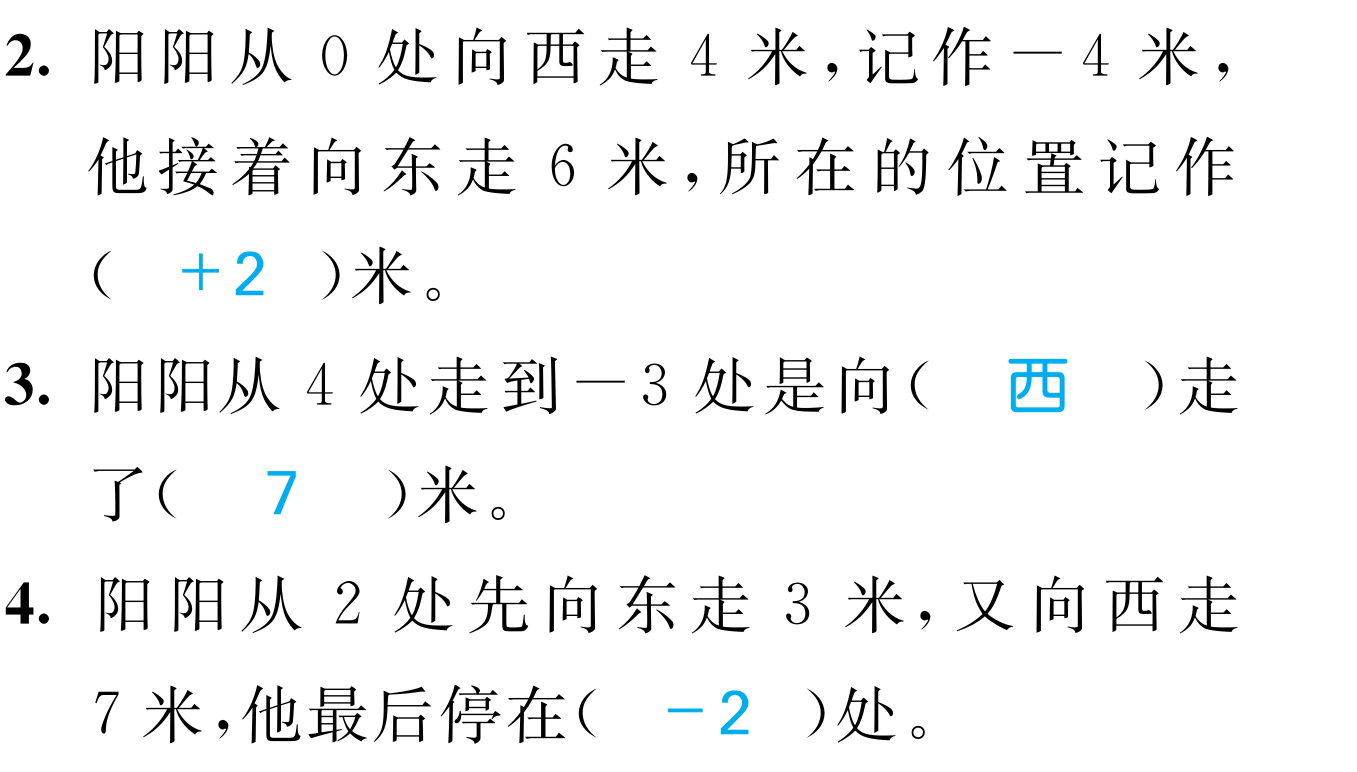 2. 阳阳从 0 处向西走 4 米,记作－4 米,
他接着向东走 6 米,所在的位置记作
( ＋2 )米。
3. 阳阳从 4 处走到－3 处是向( 西 )走
了( 7 )米。
4. 阳阳从 2 处先向东走 3 米,又向西走
7 米,他最后停在( －2 )处。